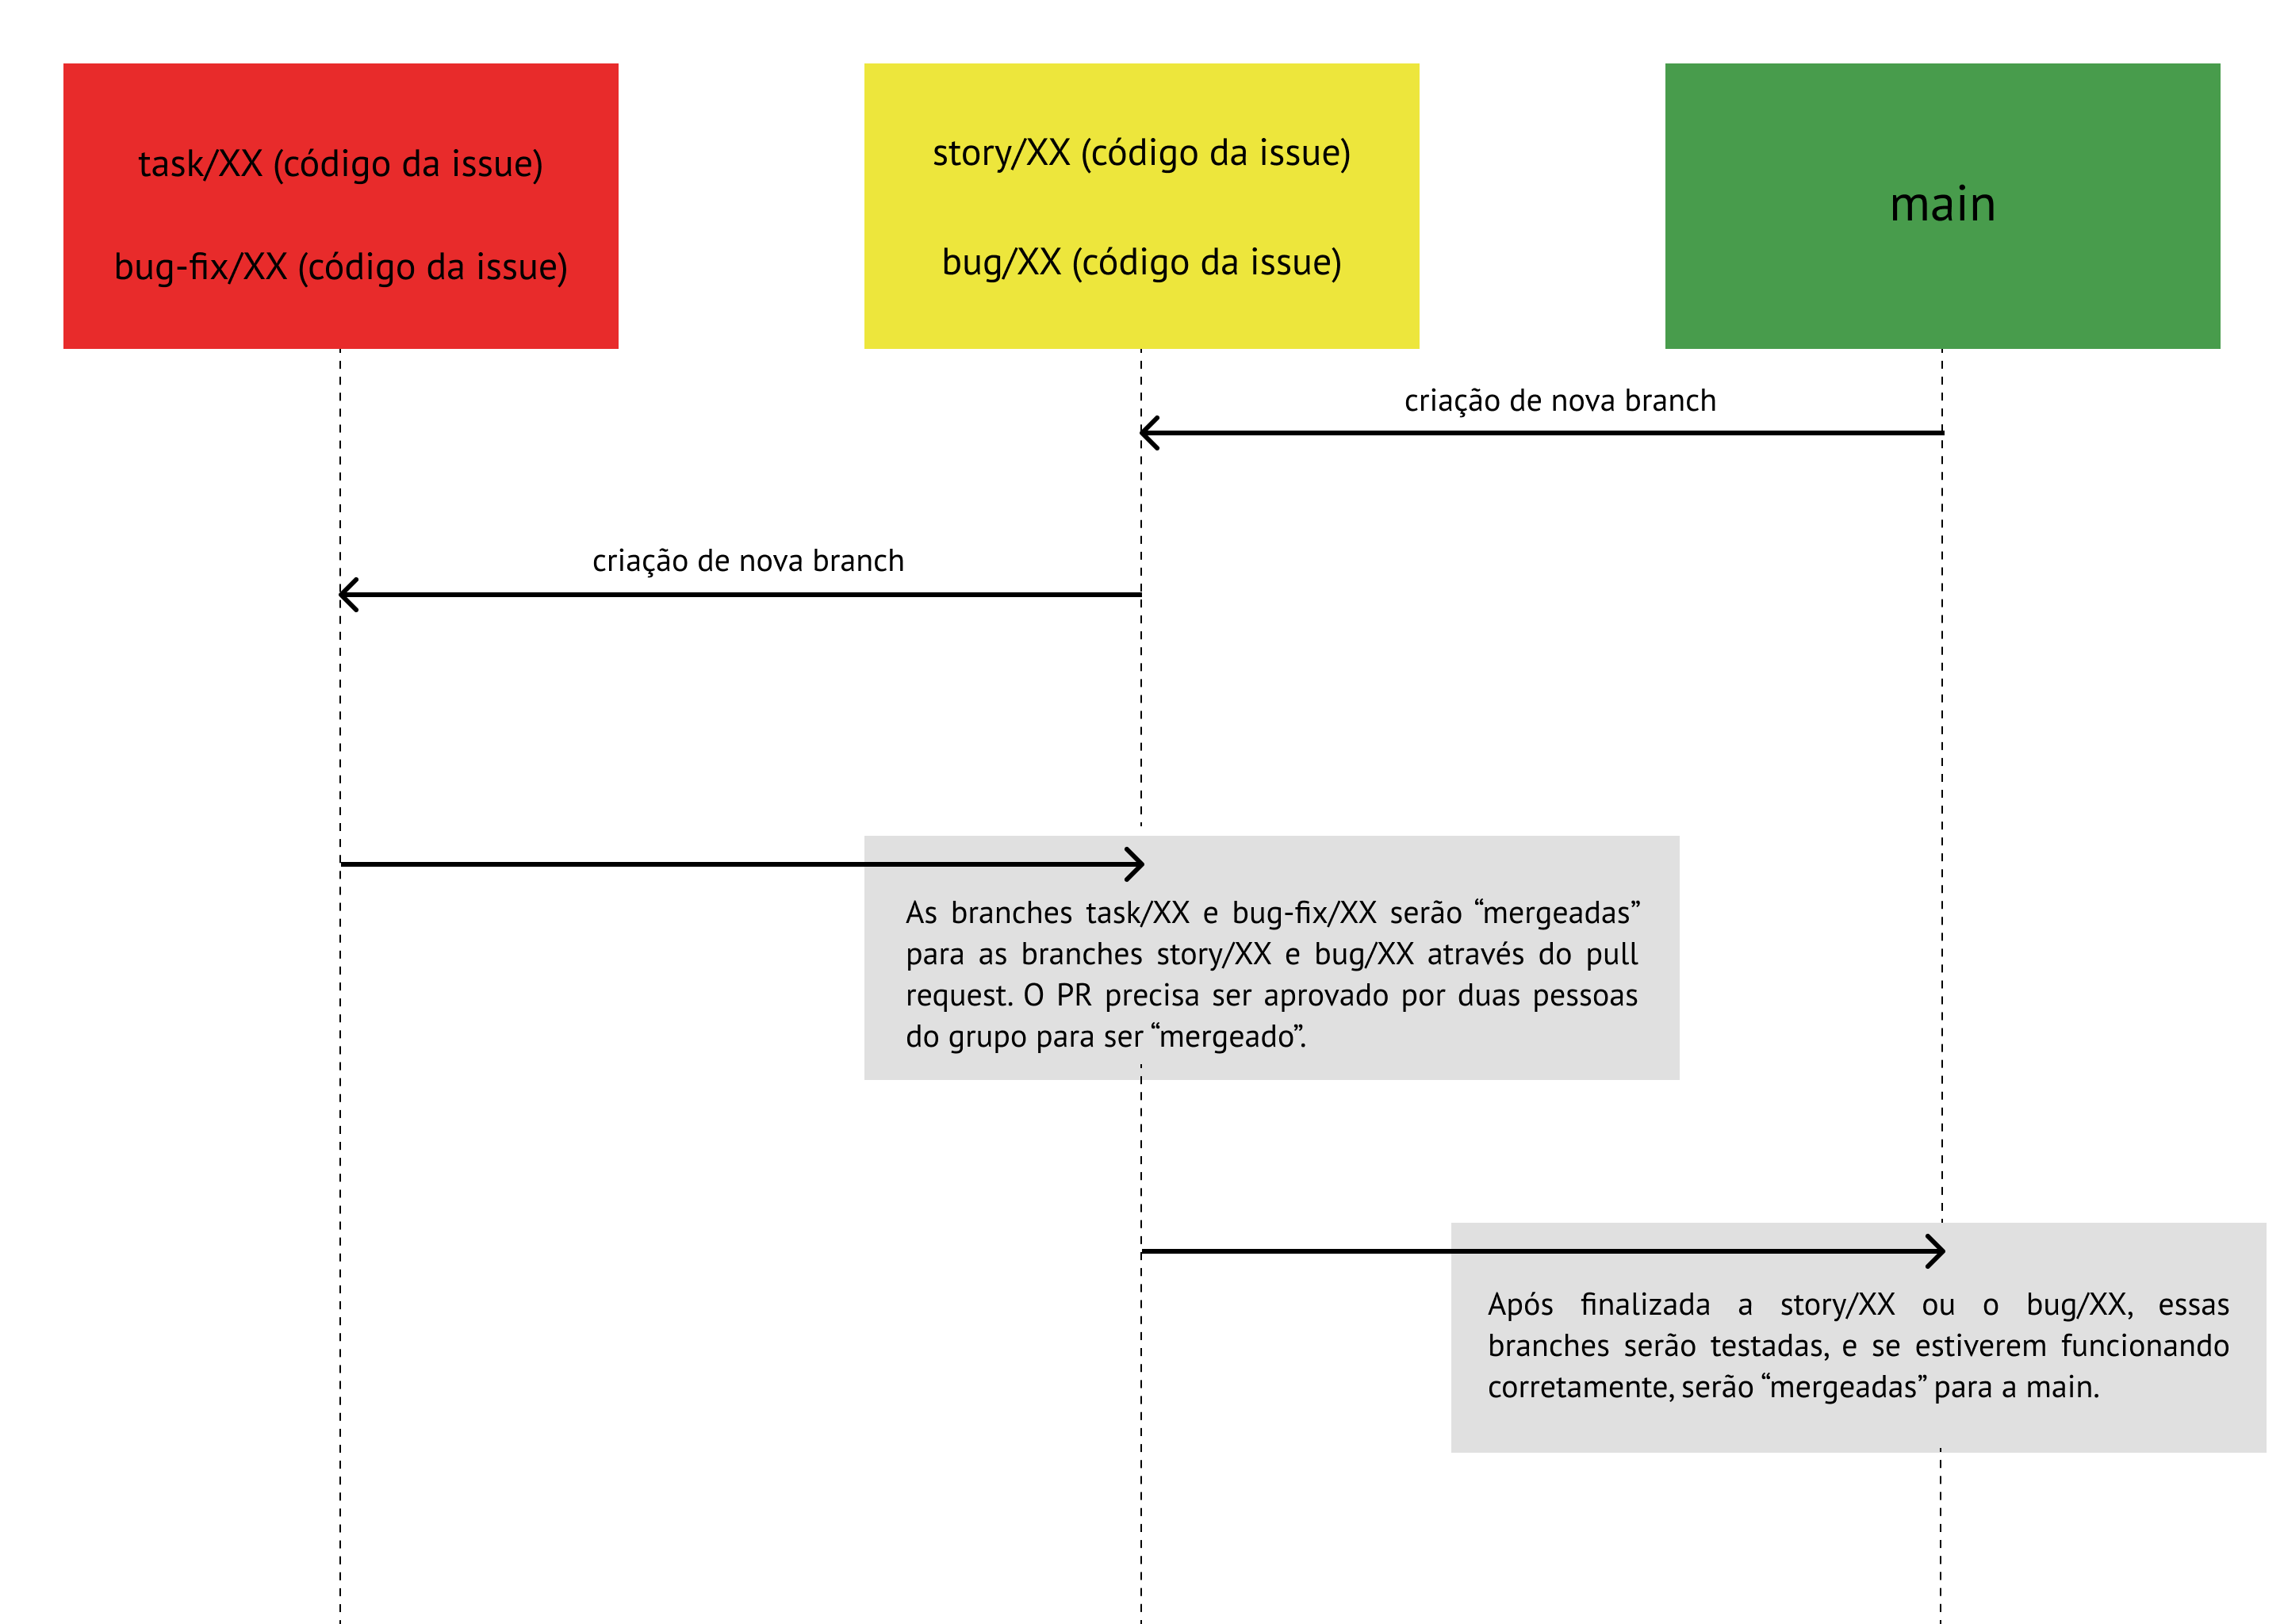 task/XX (código da issue)
bug-fix/XX (código da issue)
story/XX (código da issue)
bug/XX (código da issue)
main
criação de nova branch
criação de nova branch
As branches task/XX e bug-fix/XX serão “mergeadas”
para as branches story/XX e bug/XX através do pull
request. O PR precisa ser aprovado por duas pessoas
do grupo para ser “mergeado”.
Após finalizada a story/XX ou o bug/XX, essas
branches serão testadas, e se estiverem funcionando
corretamente, serão “mergeadas” para a main.